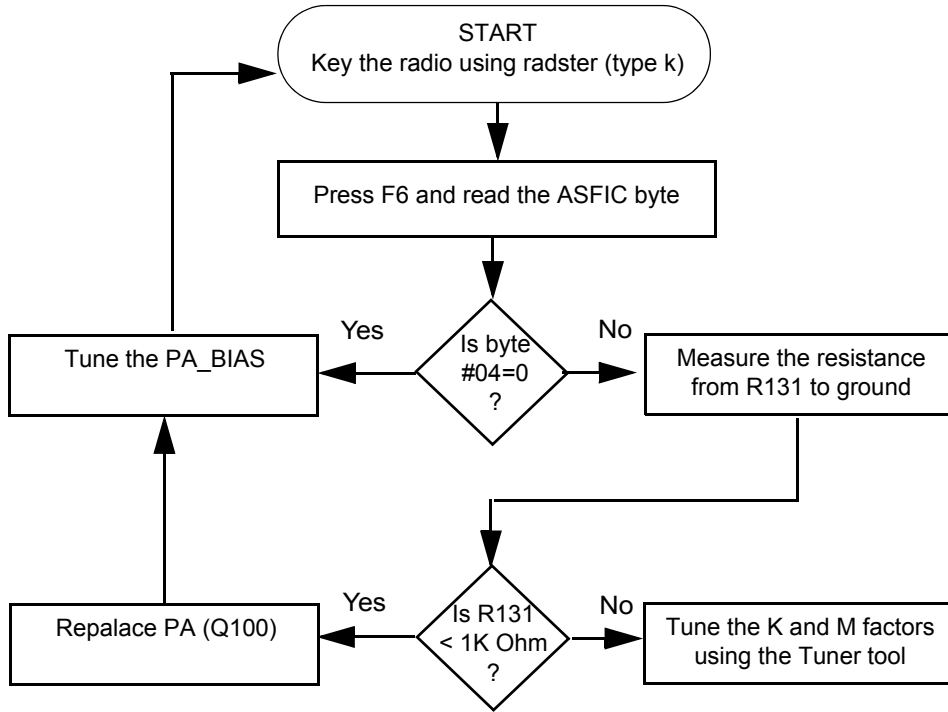 START
Key the radio using radster (type k)
Press F6 and read the ASFIC byte
Yes
No
Is byte
#04=0
?
Tune the PA_BIAS
Measure the resistance
from R131 to ground
Yes
No
Is R131
< 1K Ohm
?
Repalace PA (Q100)
Tune the K and M factors
using the Tuner tool